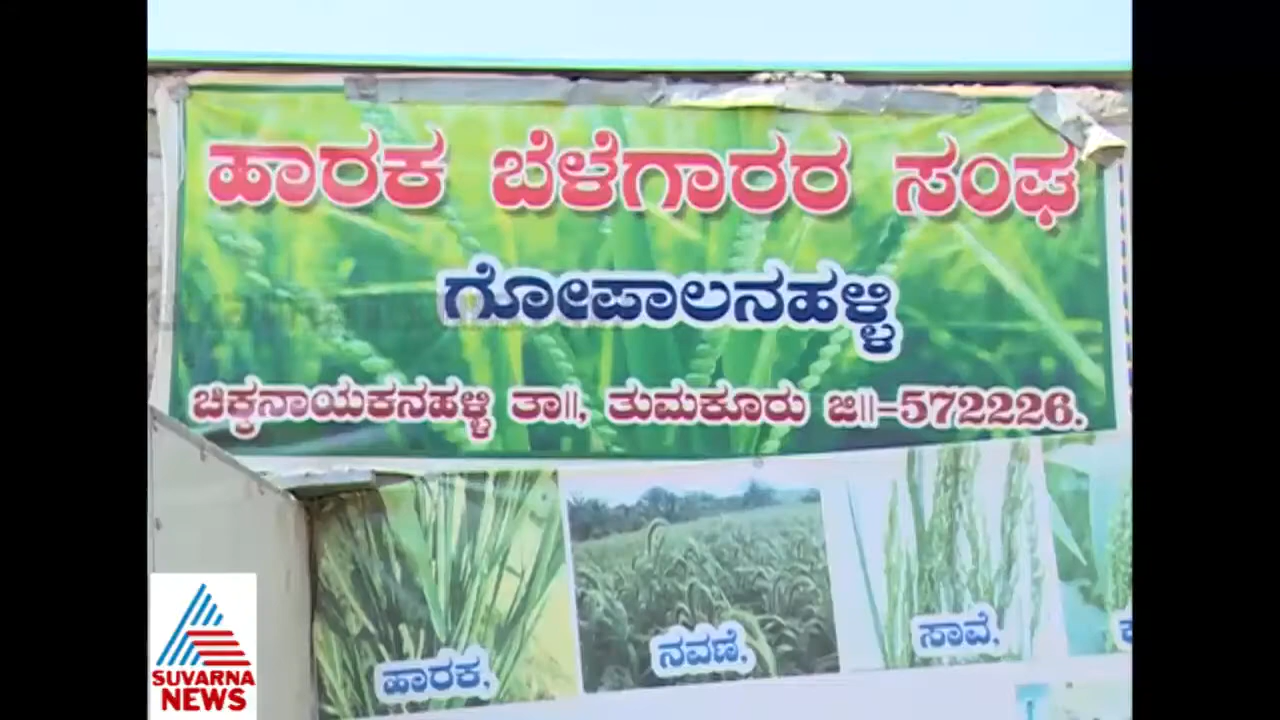 ಹಾರಕ ಬೆಳೆಗಾರರ ಸಂಘ
ಗೋಪಾಲನಹಳ್ಳಿ
ಚಿಕ್ಕನಾಯಕನಹಳ್ಳಿ ತಾ||, ತುಮಕೂರು ಜಿ||-572226.
ಹಾರಕ,
ನವಣೆ,
ಸಾವೆ,
SUVARNA
NEWS